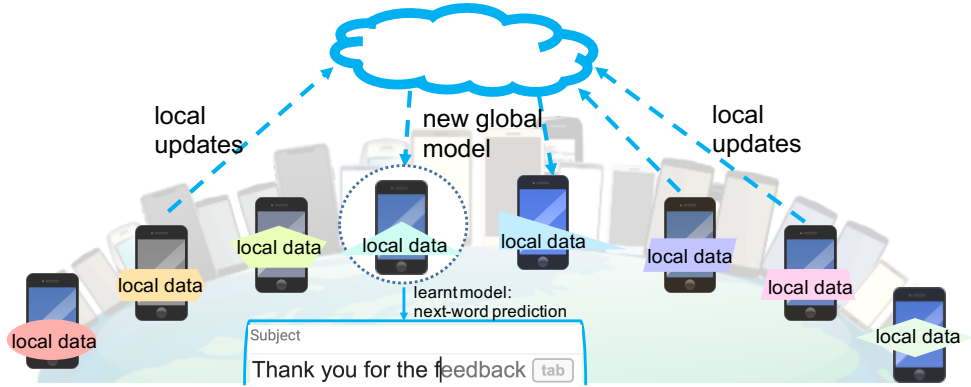 local
updates
new global
model
local
updates
local data
local data
local data
local data
local data
local data
local data
local data
learnt model:
next-word prediction
Subject
Thank you for the feedback tab